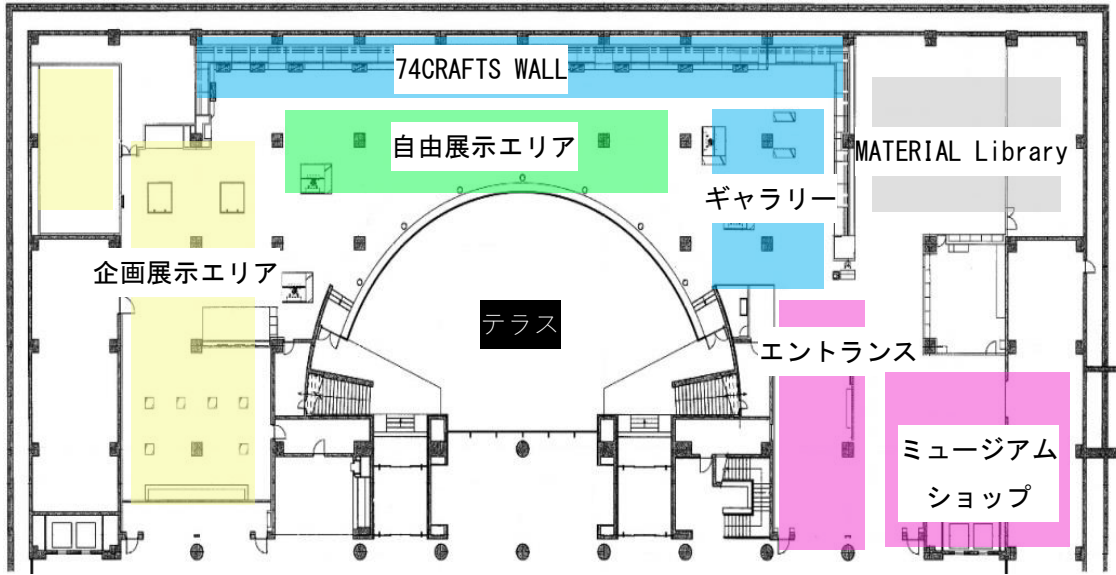 74CRAFTS WALL
自由展示エリア
MATERIAL Library
ギャラリー
企画展示エリア
テラス
エントランス
ミュージアム
ショップ